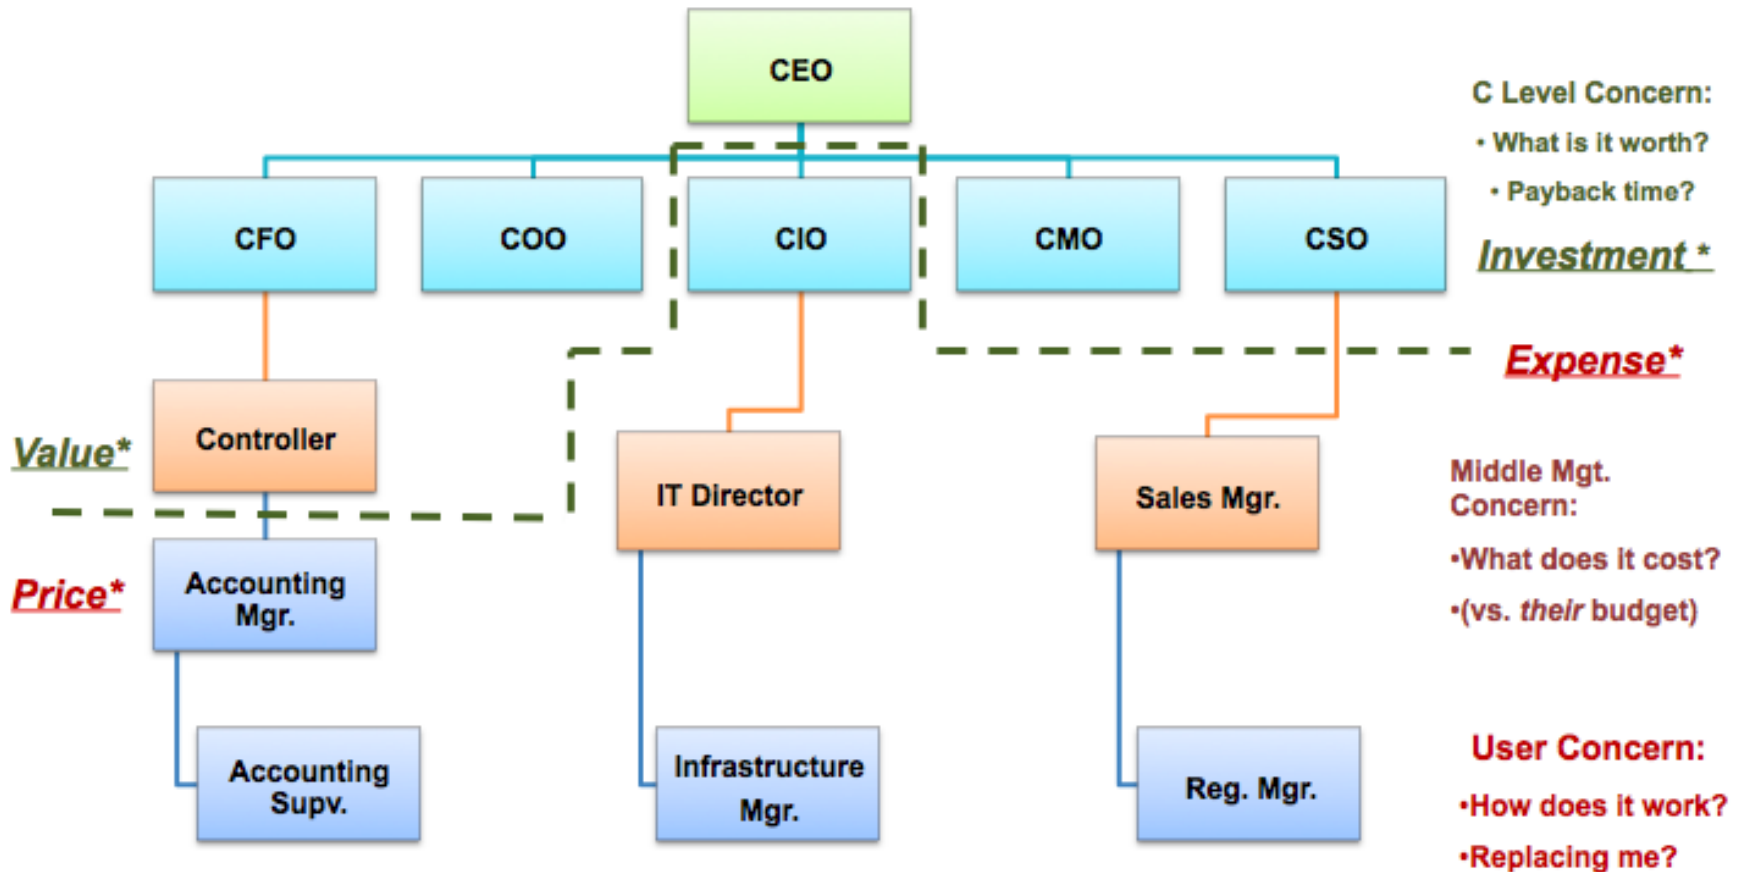 CEO
C Level Concern:
• What is it worth?
• Payback time?
CFO
COO
CIO
CMO
CSO
Investment *
Expense*
Value*
Controller
IT Director
Sales Mgr.
Middle Mgt.
Concern:
•What does it cost?
•(vs. their budget)
Price*
Accounting
Mgr.
Accounting
Supv.
Infrastructure
Mgr.
Reg. Mgr.
User Concern:
•How does it work?
•Replacing me?